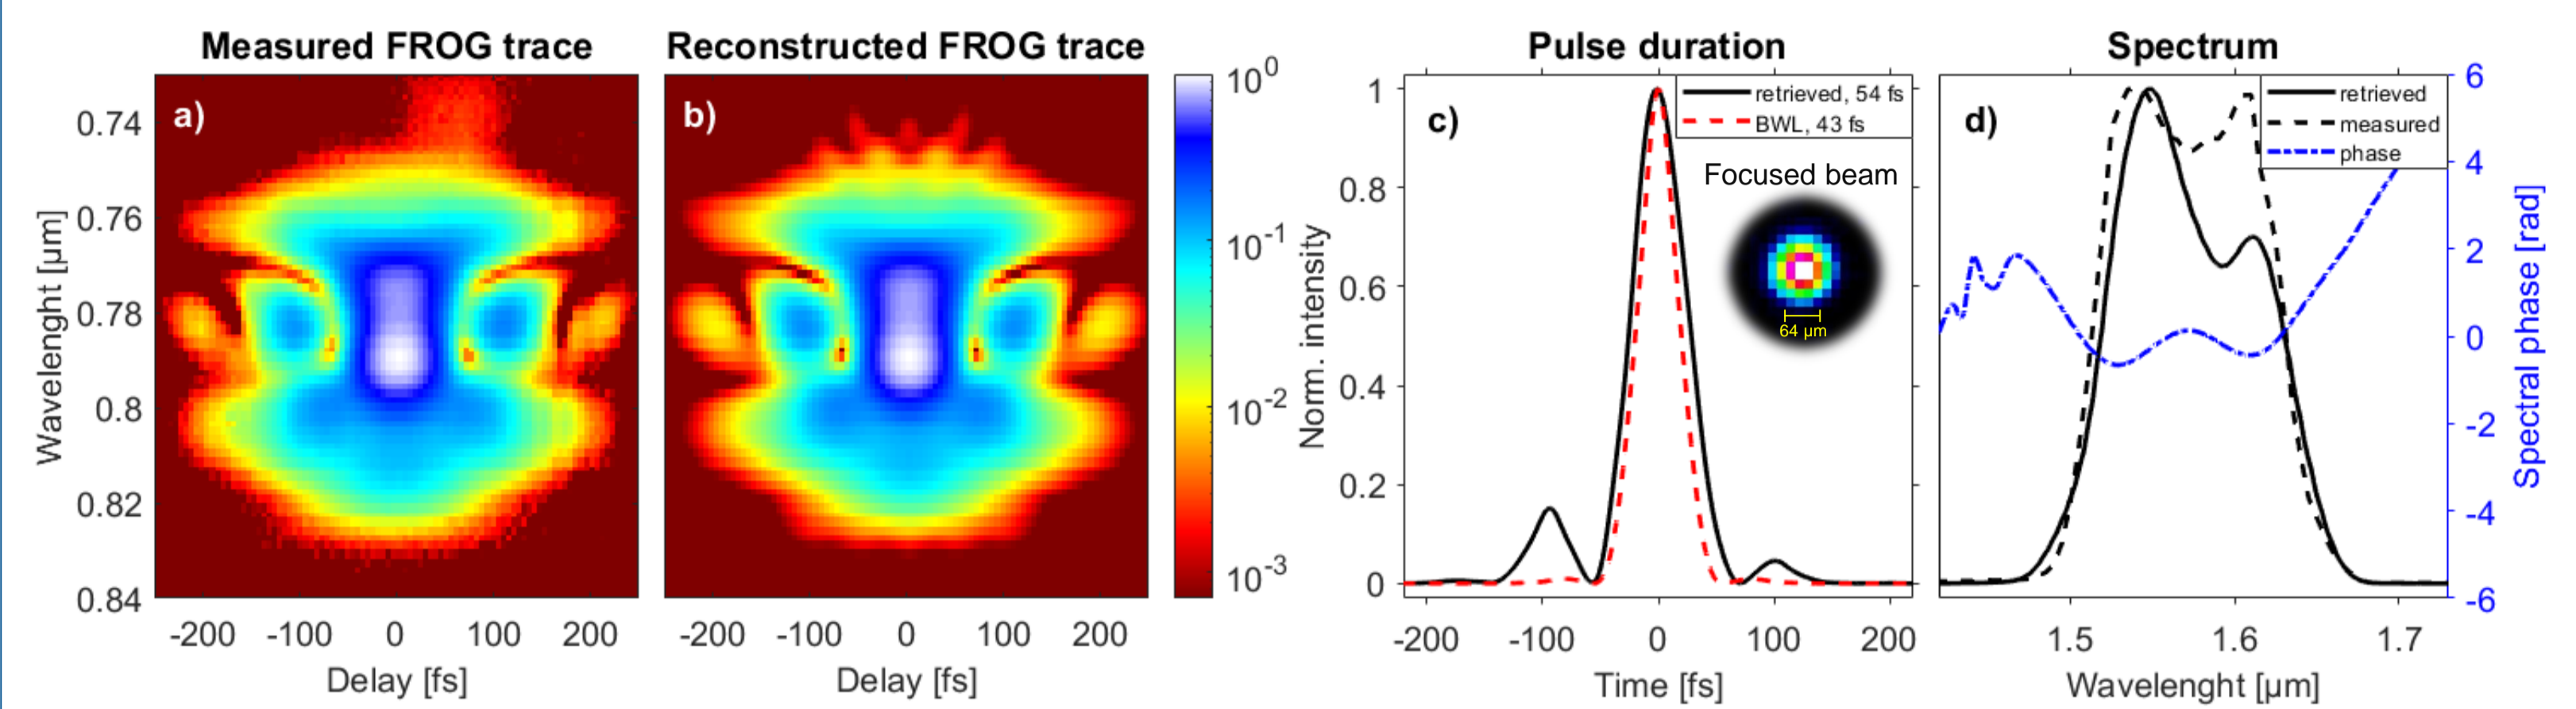 Measured FROG trace
a)
Wavelenght [µm]
0.74
0.76
0.78
0.8
0.82
0.84
-200 -100 0 100 200
Delay [fs]
Reconstructed FROG trace
b)
-200 -100 0 100 200
Delay [fs]
10^0
10^-1
10^-2
10^-3
Pulse duration
c)
retrieved, 54 fs
BWL, 43 fs
Focused beam
64 µm
Norm. intensity
1
0.8
0.6
0.4
0.2
0
-200 -100 0 100 200
Time [fs]
Spectrum
d)
retrieved
measured
phase
6
4
2
0
-2
-4
-6
Spectral phase [rad]
1.5 1.6 1.7
Wavelenght [µm]